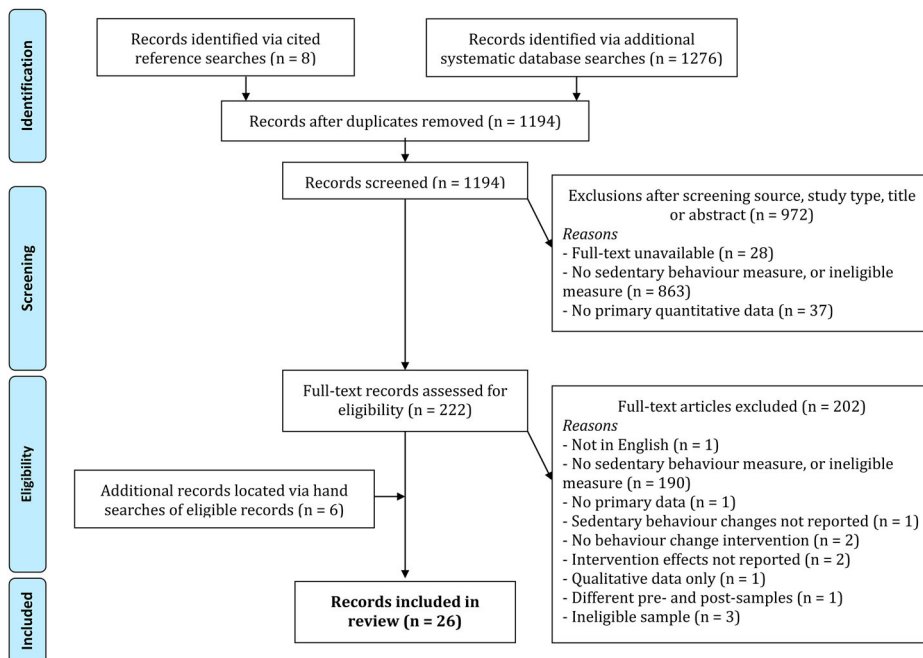 Identification
Records identified via cited
reference searches (n = 8)
Records identified via additional
systematic database searches (n = 1276)
Records after duplicates removed (n = 1194)
Screening
Records screened (n = 1194)
Exclusions after screening source, study type, title
or abstract (n = 972)
Reasons
- Full-text unavailable (n = 28)
- No sedentary behaviour measure, or ineligible
measure (n = 863)
- No primary quantitative data (n = 37)
Eligibility
Full-text records assessed for
eligibility (n = 222)
Full-text articles excluded (n = 202)
Reasons
- Not in English (n = 1)
- No sedentary behaviour measure, or ineligible
measure (n = 190)
- No primary data (n = 1)
- Sedentary behaviour changes not reported (n = 1)
- No behaviour change intervention (n = 2)
- Intervention effects not reported (n = 2)
- Qualitative data only (n = 1)
- Different pre- and post-samples (n = 1)
- Ineligible sample (n = 3)
Additional records located via hand
searches of eligible records (n = 6)
Included
Records included in
review (n = 26)